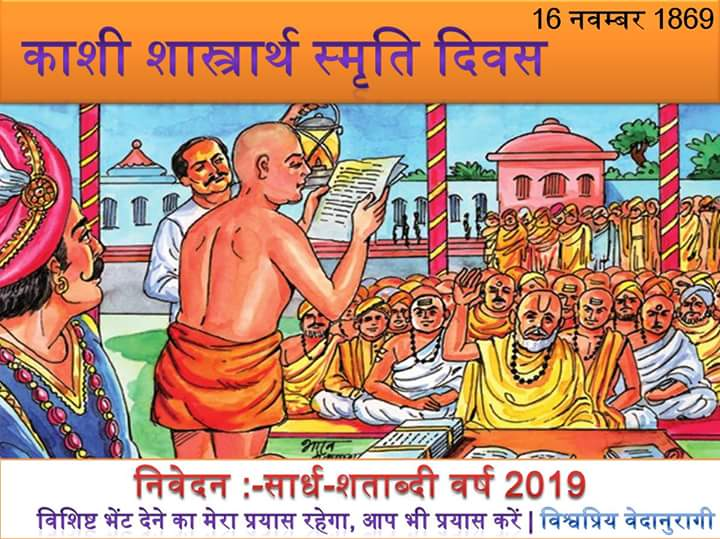 16 नवम्बर 1869
काशी शास्त्रार्थ स्मृति दिवस
निवेदन :-सार्ध-शताब्दी वर्ष 2019
विशिष्ट भेंट देने का मेरा प्रयास रहेगा, आप भी प्रयास करें | विश्वप्रिय वेदानुरागी